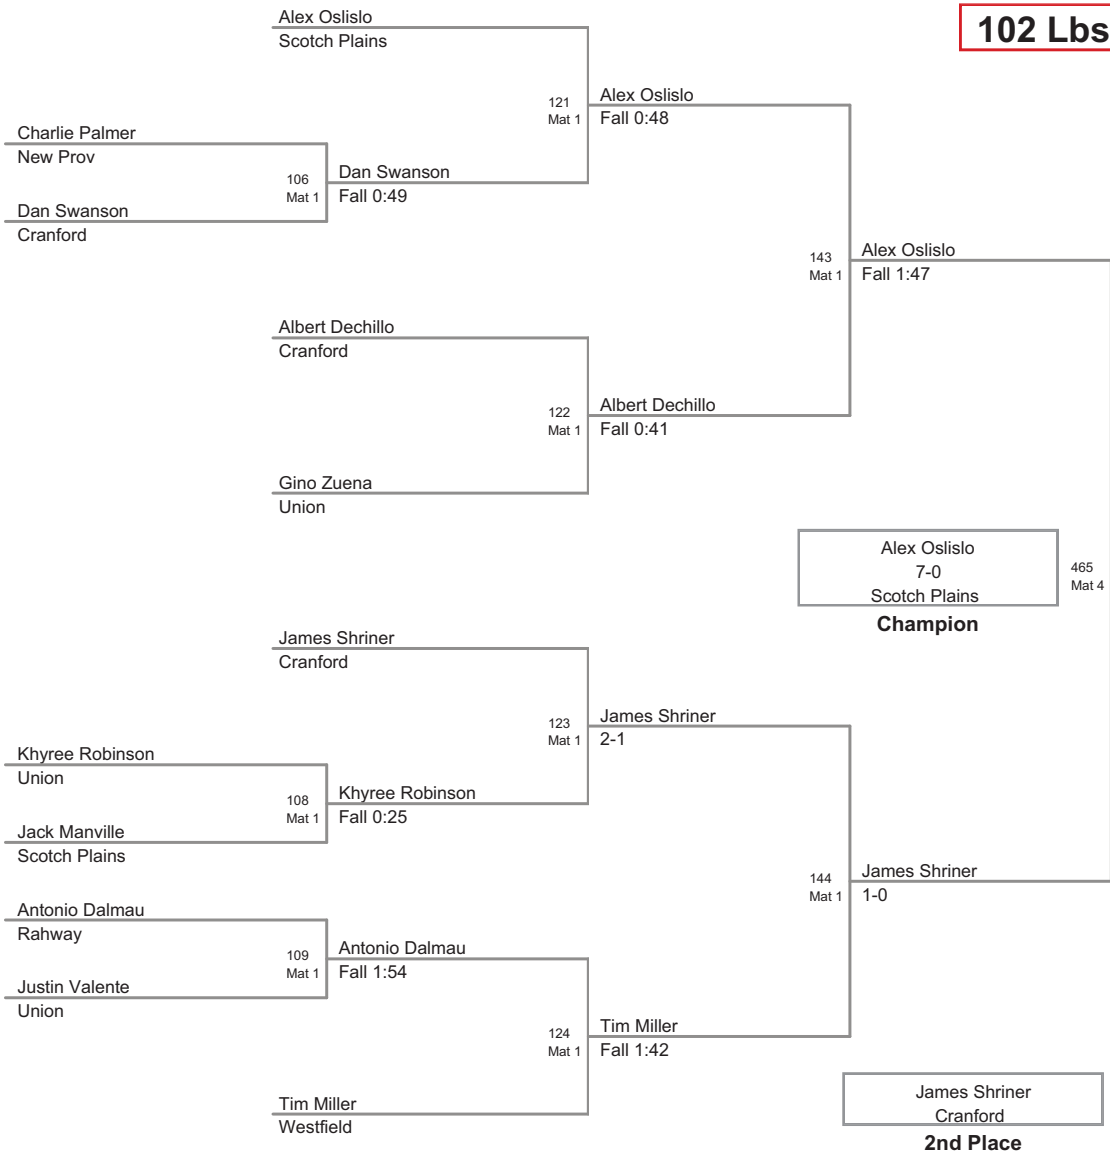 Alex Oslislo
Scotch Plains
102 Lbs
121
Mat 1
Alex Oslislo
Fall 0:48
Charlie Palmer
New Prov
106
Mat 1
Dan Swanson
Fall 0:49
Dan Swanson
Cranford
143
Mat 1
Alex Oslislo
Fall 1:47
Albert Dechillo
Cranford
122
Mat 1
Albert Dechillo
Fall 0:41
Gino Zuena
Union
Alex Oslislo
7-0
Scotch Plains
Champion
465
Mat 4
James Shriner
Cranford
123
Mat 1
James Shriner
2-1
Khyree Robinson
Union
108
Mat 1
Khyree Robinson
Fall 0:25
Jack Manville
Scotch Plains
144
Mat 1
James Shriner
1-0
Antonio Dalmau
Rahway
109
Mat 1
Antonio Dalmau
Fall 1:54
Justin Valente
Union
124
Mat 1
Tim Miller
Fall 1:42
Tim Miller
Westfield
James Shriner
Cranford
2nd Place